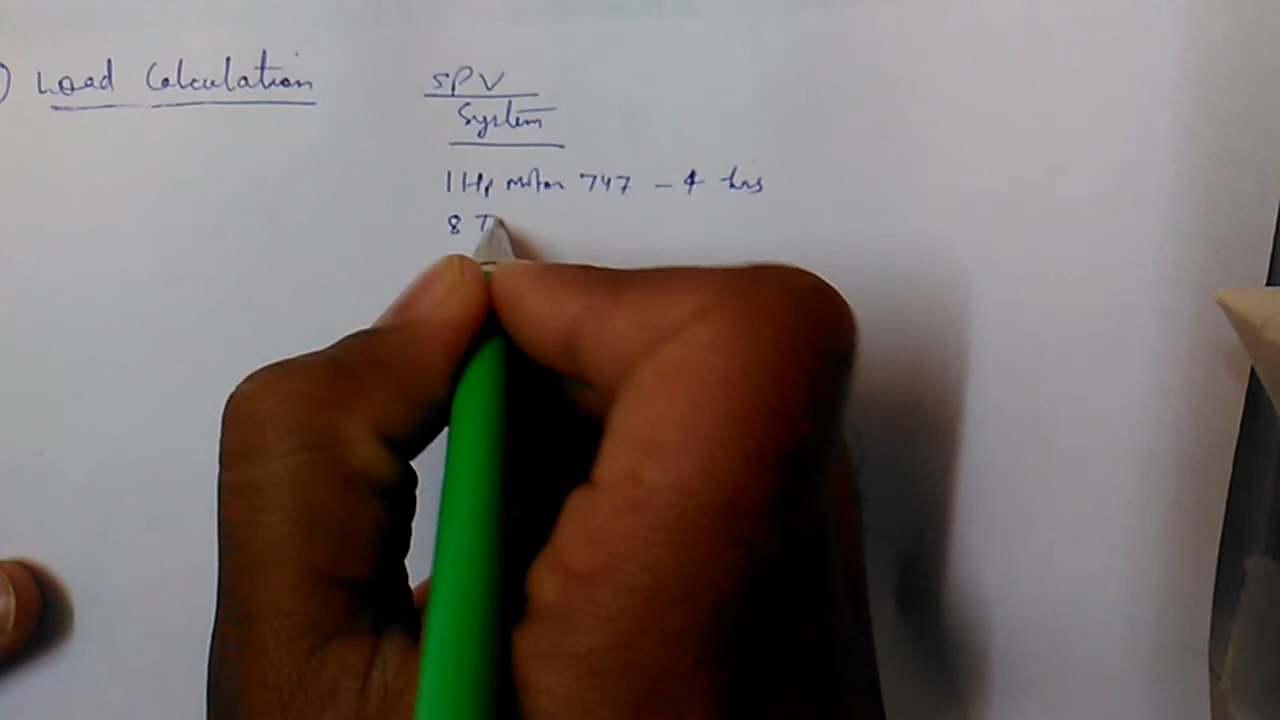 ) Load Calculation
SPV
System
1 Hp Motor 747 - 4 hrs
8 T